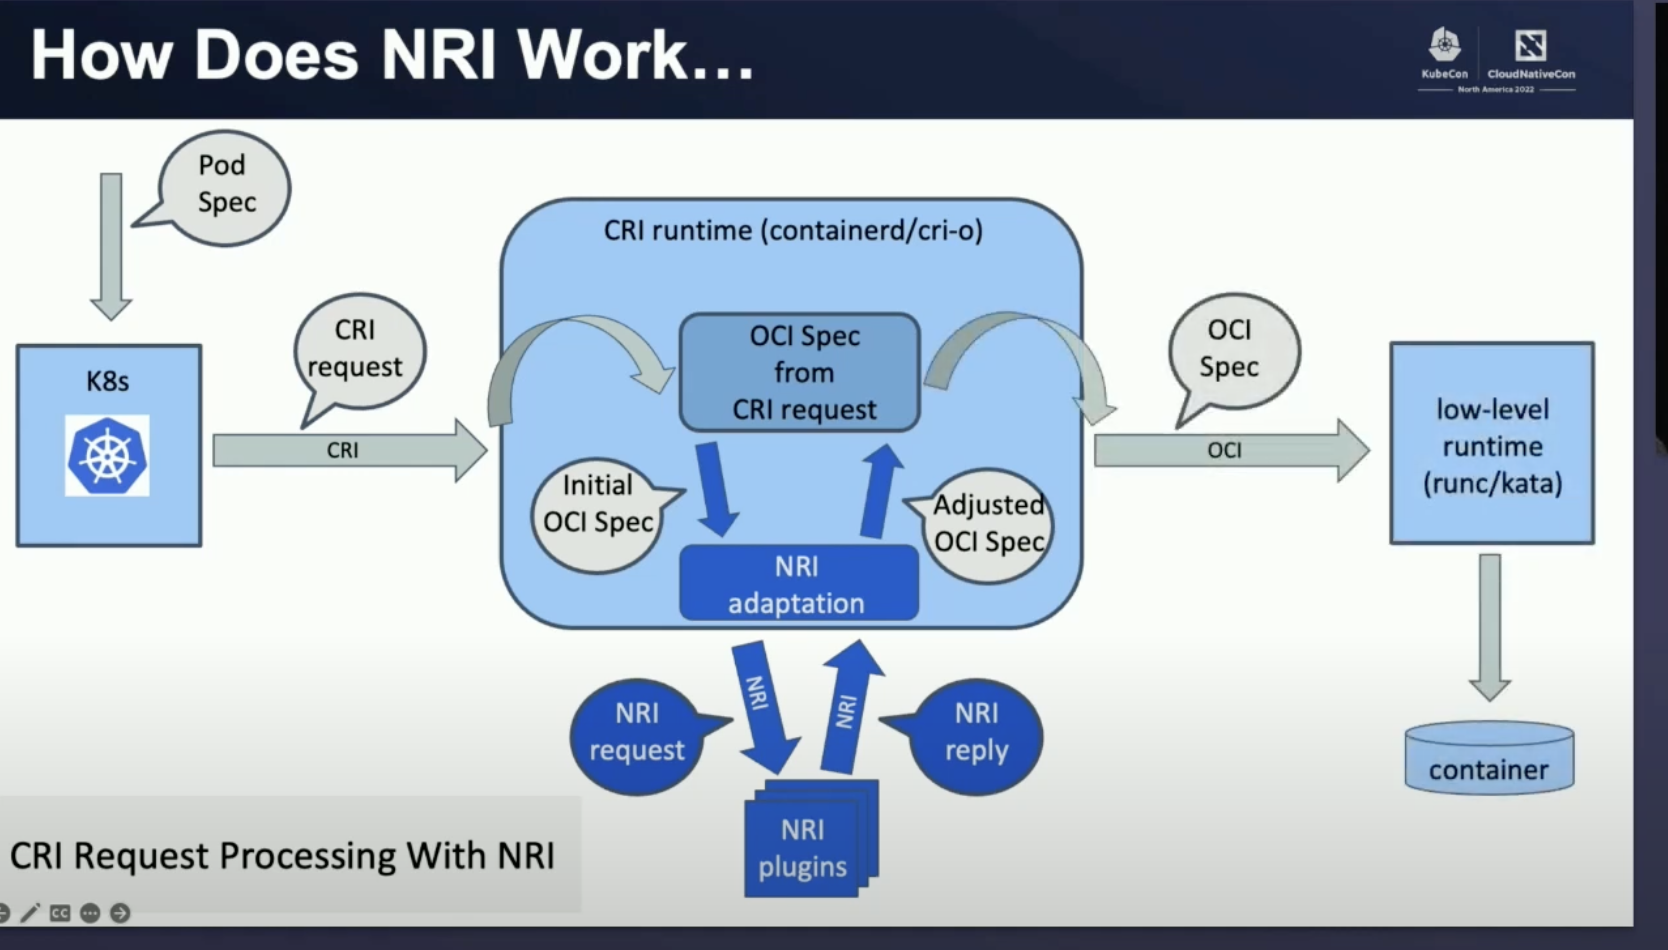 How Does NRI Work...
KubeCon
CloudNativeCon
North America 2022
Pod
Spec
CRI runtime (containerd/cri-o)
K8s
CRI
request
CRI
OCI Spec
from
CRI request
OCI
Spec
OCI
low-level
runtime
(runc/kata)
Initial
OCI Spec
Adjusted
OCI Spec
NRI
adaptation
NRI
request
NRI
NRI
NRI
reply
NRI
plugins
container
CRI Request Processing With NRI
CC